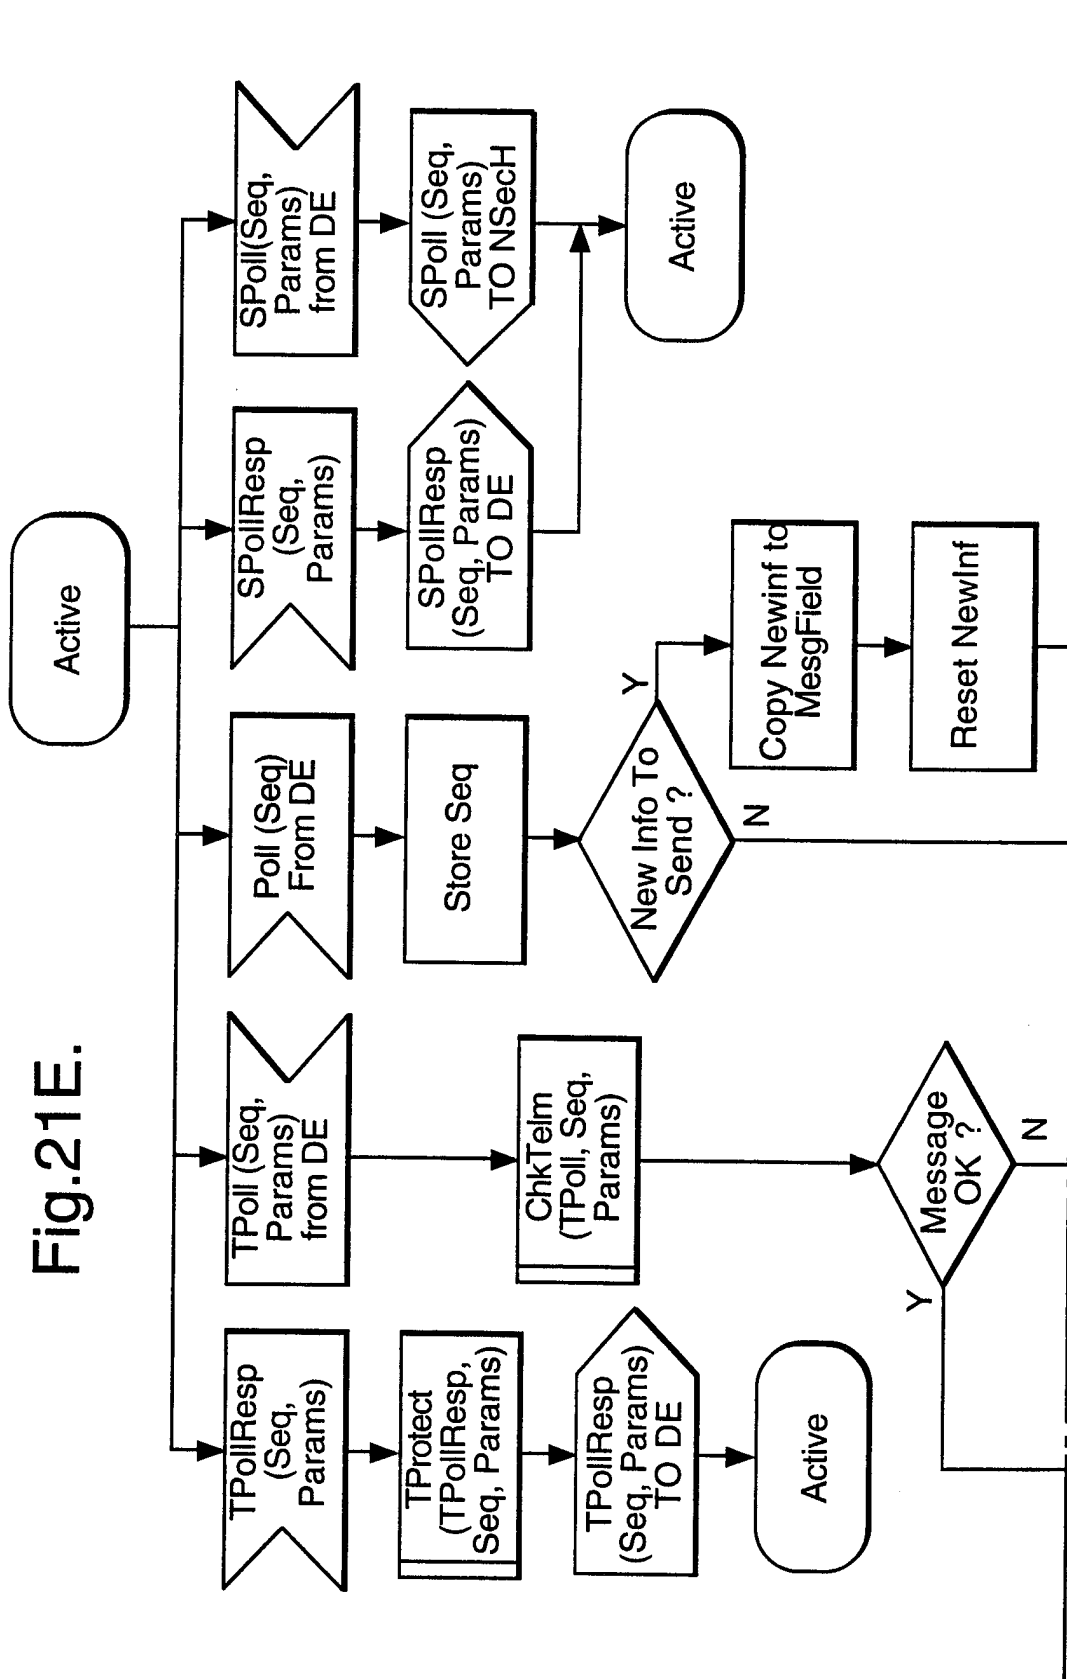 Fig.21E.
Active
TPollResp
(Seq,
Params)
TProtect
(TPollResp,
Seq, Params)
TPollResp
(Seq, Params)
TO DE
Active
TPoll (Seq,
Params)
from DE
ChkTelm
(TPoll, Seq,
Params)
Message
OK ?
Y
N
Poll (Seq)
From DE
Store Seq
New Info To
Send ?
Y
N
Copy Newinf to
MesgField
Reset NewInf
SPollResp
(Seq,
Params)
SPollResp
(Seq, Params)
TO DE
SPoll(Seq,
Params)
from DE
SPoll (Seq,
Params)
TO NSecH
Active